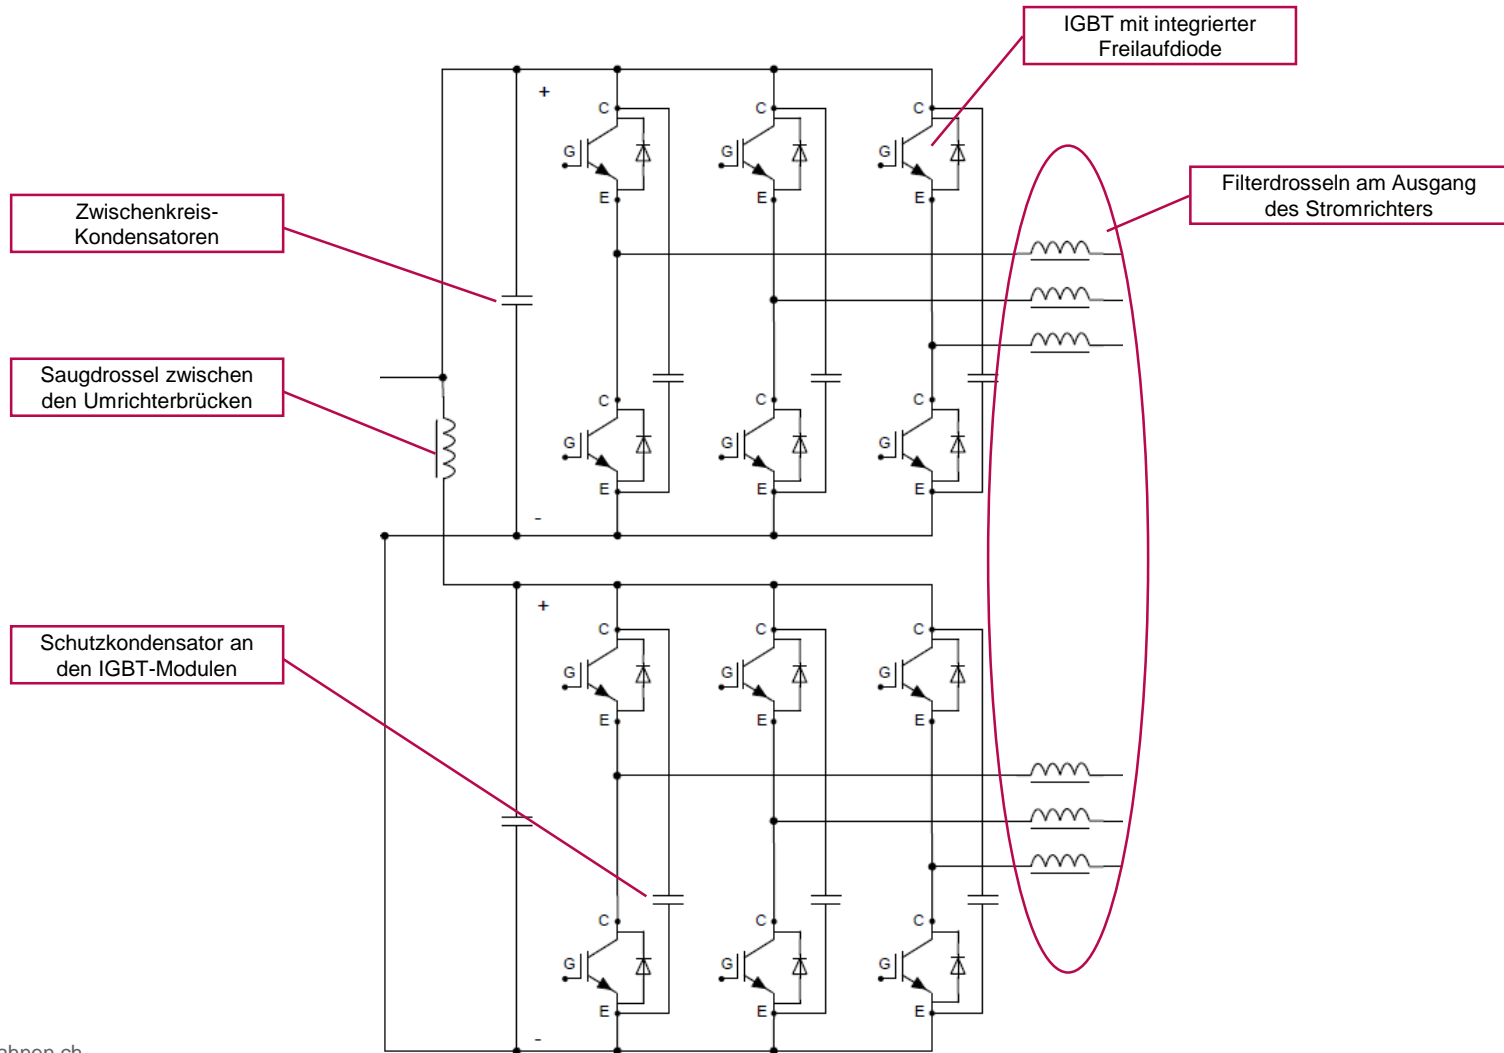 IGBT mit integrierter
Freilaufdiode
+
C
C
C
G
G
G
E
E
E
Filterdrosseln am Ausgang
des Stromrichters
Zwischenkreis-
Kondensatoren
Saugdrossel zwischen
den Umrichterbrücken
C
C
C
G
G
G
E
E
E
-
+
Schutzkondensator an
den IGBT-Modulen
C
C
C
G
G
G
E
E
E
C
C
C
G
G
G
E
E
E
-